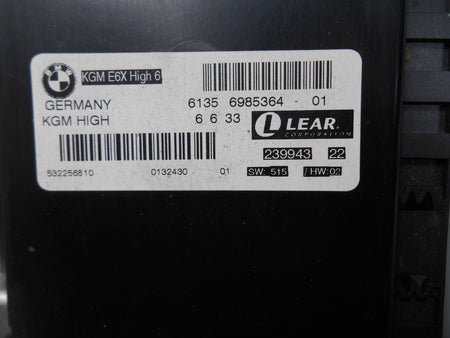 BMW
KGM E6X High 6
GERMANY 6135 6985364 - 01
KGM HIGH 6 6 33 L LEAR.
CORPORATION
239943 22
532256810 0132430 01 SW: 515 / HW:02